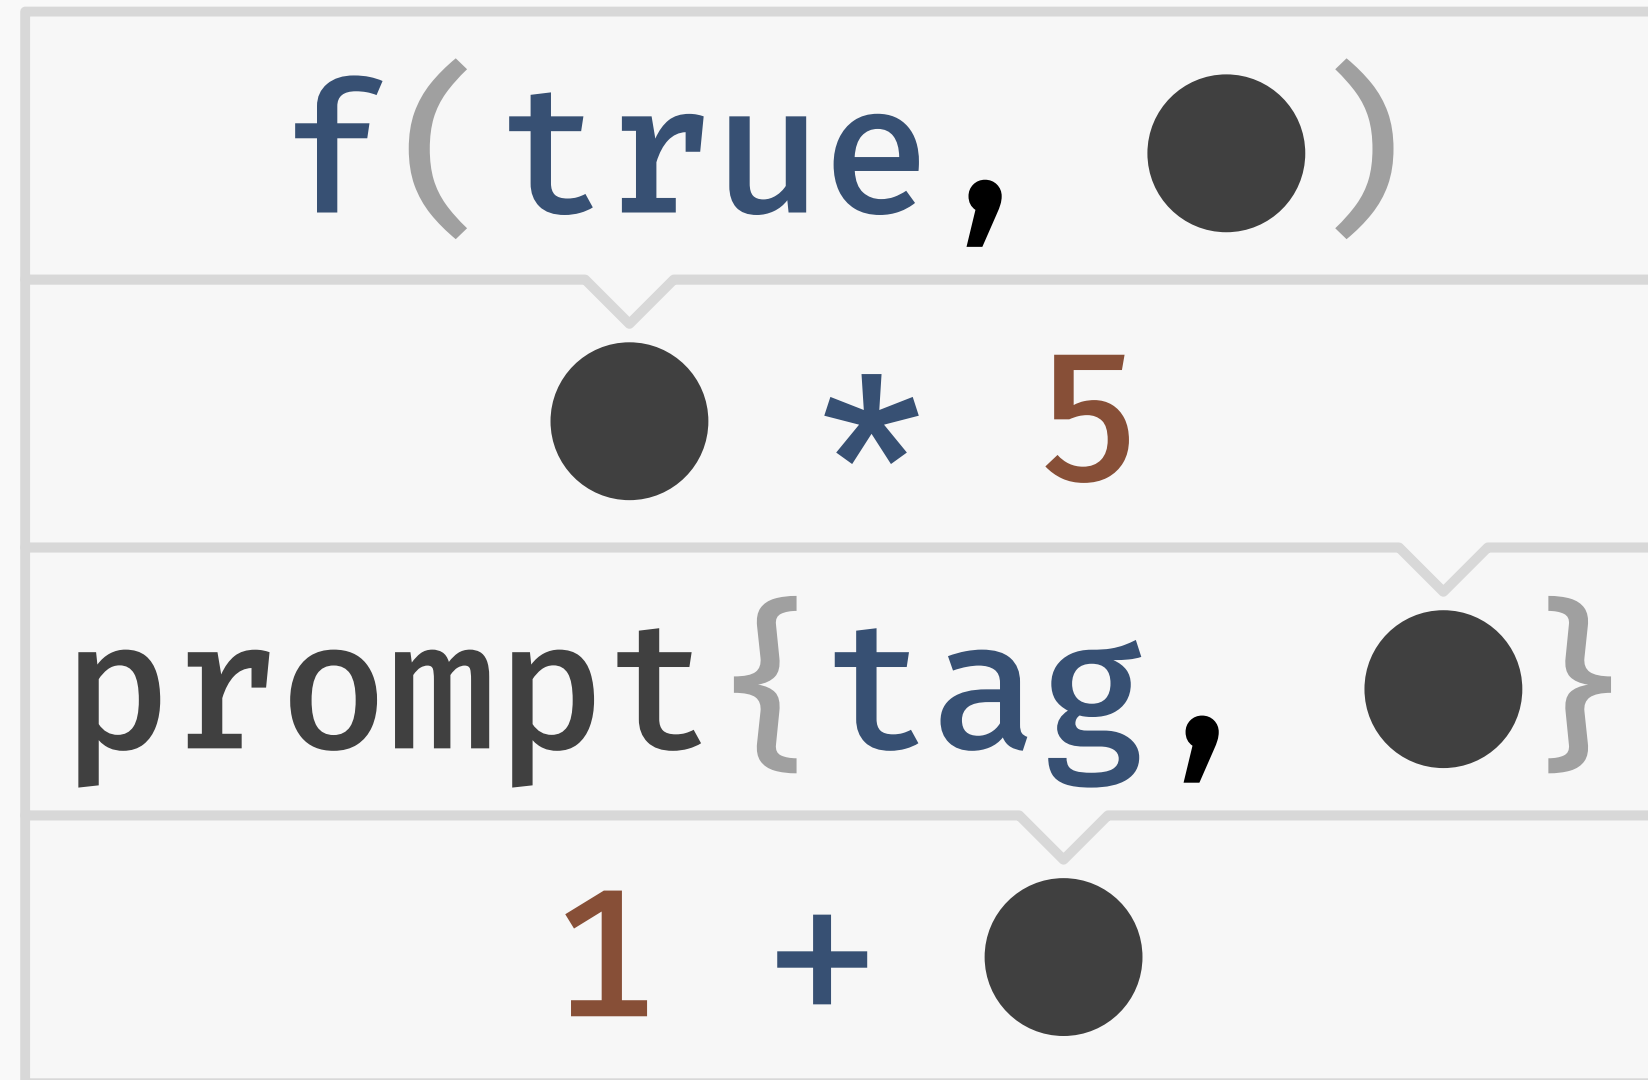 f(true, ●)
● * 5
prompt{tag, ●}
1 + ●